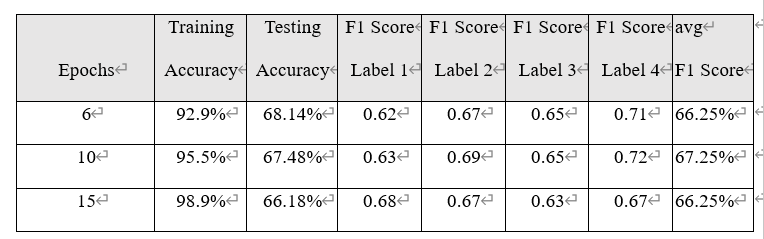 Training Testing F1 Score F1 Score F1 Score F1 Score avg
Epochs Accuracy Accuracy Label 1 Label 2 Label 3 Label 4 F1 Score
6 92.9% 68.14% 0.62 0.67 0.65 0.71 66.25%
10 95.5% 67.48% 0.63 0.69 0.65 0.72 67.25%
15 98.9% 66.18% 0.68 0.67 0.63 0.67 66.25%